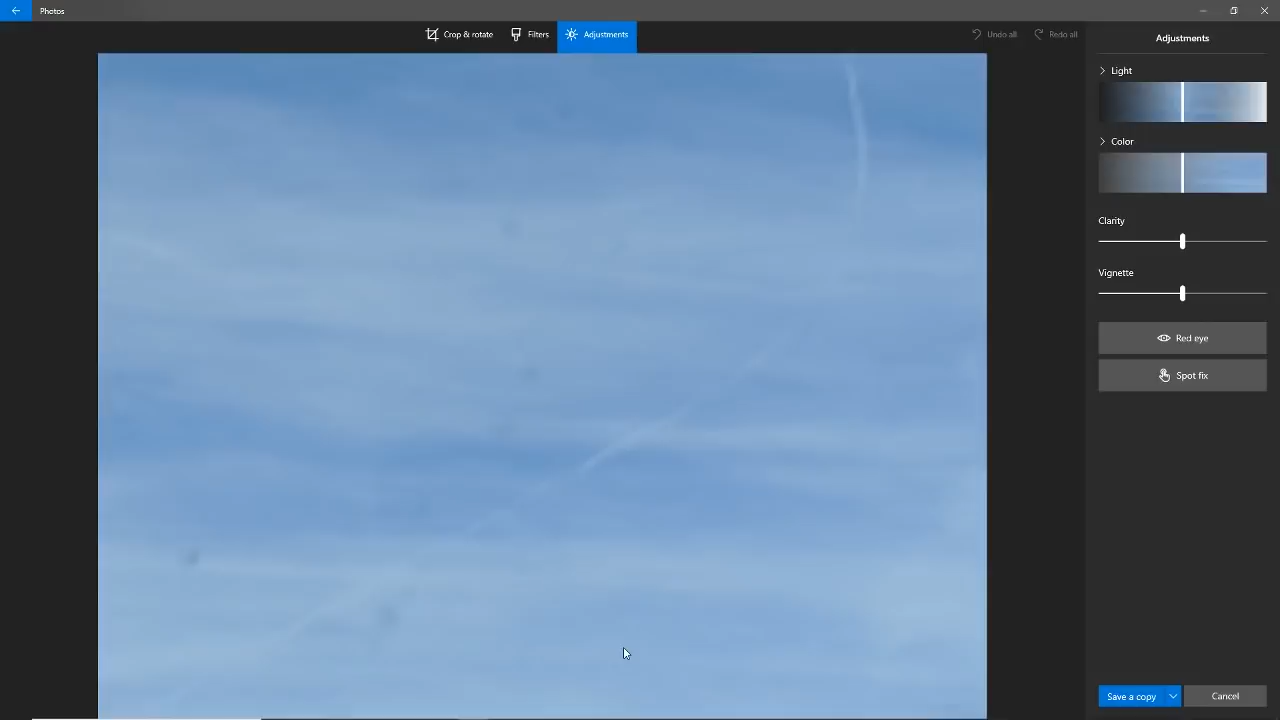 Photos
Crop & rotate
Filters
Adjustments
Undo all
Redo all
Adjustments
Light
Color
Clarity
Vignette
Red eye
Spot fix
Save a copy
Cancel